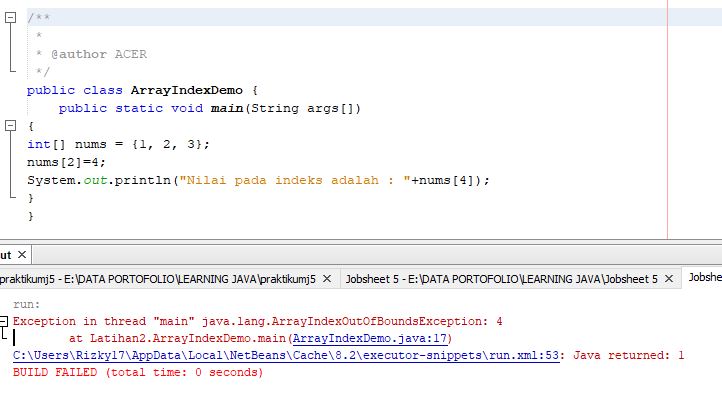 /**
*
* @author ACER
*/
public class ArrayIndexDemo {
public static void main(String args[])
{
int[] nums = {1, 2, 3};
nums[2]=4;
System.out.println("Nilai pada indeks adalah : "+nums[4]);
}
}
ut
praktikumj5 - E:\DATA PORTOFOLIO\LEARNING JAVA\praktikumj5 Jobsheet 5 - E:\DATA PORTOFOLIO\LEARNING JAVA\Jobsheet 5 Jobshe
run:
Exception in thread "main" java.lang.ArrayIndexOutOfBoundsException: 4
at Latihan2.ArrayIndexDemo.main(ArrayIndexDemo.java:17)
C:\Users\Rizky17\AppData\Local\NetBeans\Cache\8.2\executor-snippets\run.xml:53: Java returned: 1
BUILD FAILED (total time: 0 seconds)